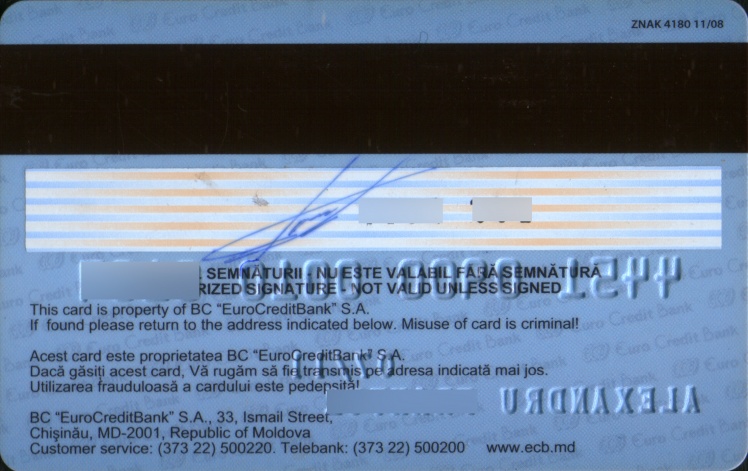 ZNAK 4180 11/08
SEMNĂTURII - NU ESTE VALABIL FĂRĂ SEMNĂTURĂ
RIZED SIGNATURE - NOT VALID UNLESS SIGNED
This card is property of BC “EuroCreditBank” S.A.
If found please return to the address indicated below. Misuse of card is criminal!
Acest card este proprietatea BC “EuroCreditBank” S.A.
Dacă găsiți acest card, Vă rugăm să fie transmis pe adresa indicată mai jos.
Utilizarea frauduloasă a cardului este pedepsită!
ALEXANDRU
BC “EuroCreditBank” S.A., 33, Ismail Street,
Chișinău, MD-2001, Republic of Moldova
Customer service: (373 22) 500220. Telebank: (373 22) 500200 www.ecb.md